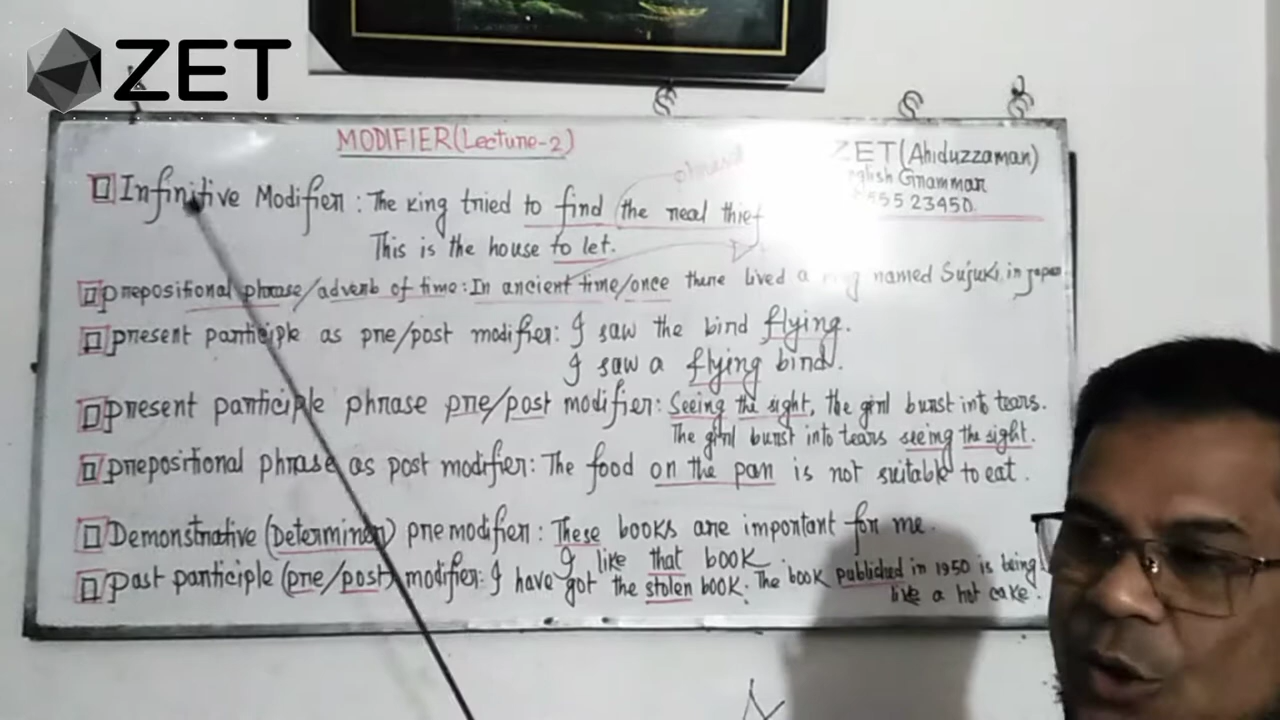 ZET
MODIFIER(Lecture-2)
ZET(Ahiduzzaman)
English Grammar
555 23450
□ Infinitive Modifier : The King tried to find the real thief
This is the house to let.
□ prepositional phrase/adverb of time: In ancient time/once there lived a king named Sujuki in japan
□ present participle as pre/post modifier: I saw the bird flying.
I saw a flying bird.
□ present participle phrase pre/post modifier: Seeing the sight, the girl burst into tears.
The girl burst into tears seeing the sight.
□ prepositional phrase as post modifier: The food on the pan is not suitable to eat.
□ Demonstrative (Determiner) pre modifier : These books are important for me.
I like that book
□ Past participle (pre/post) modifier: I have got the stolen book. The book published in 1950 is being
like a hot cake.